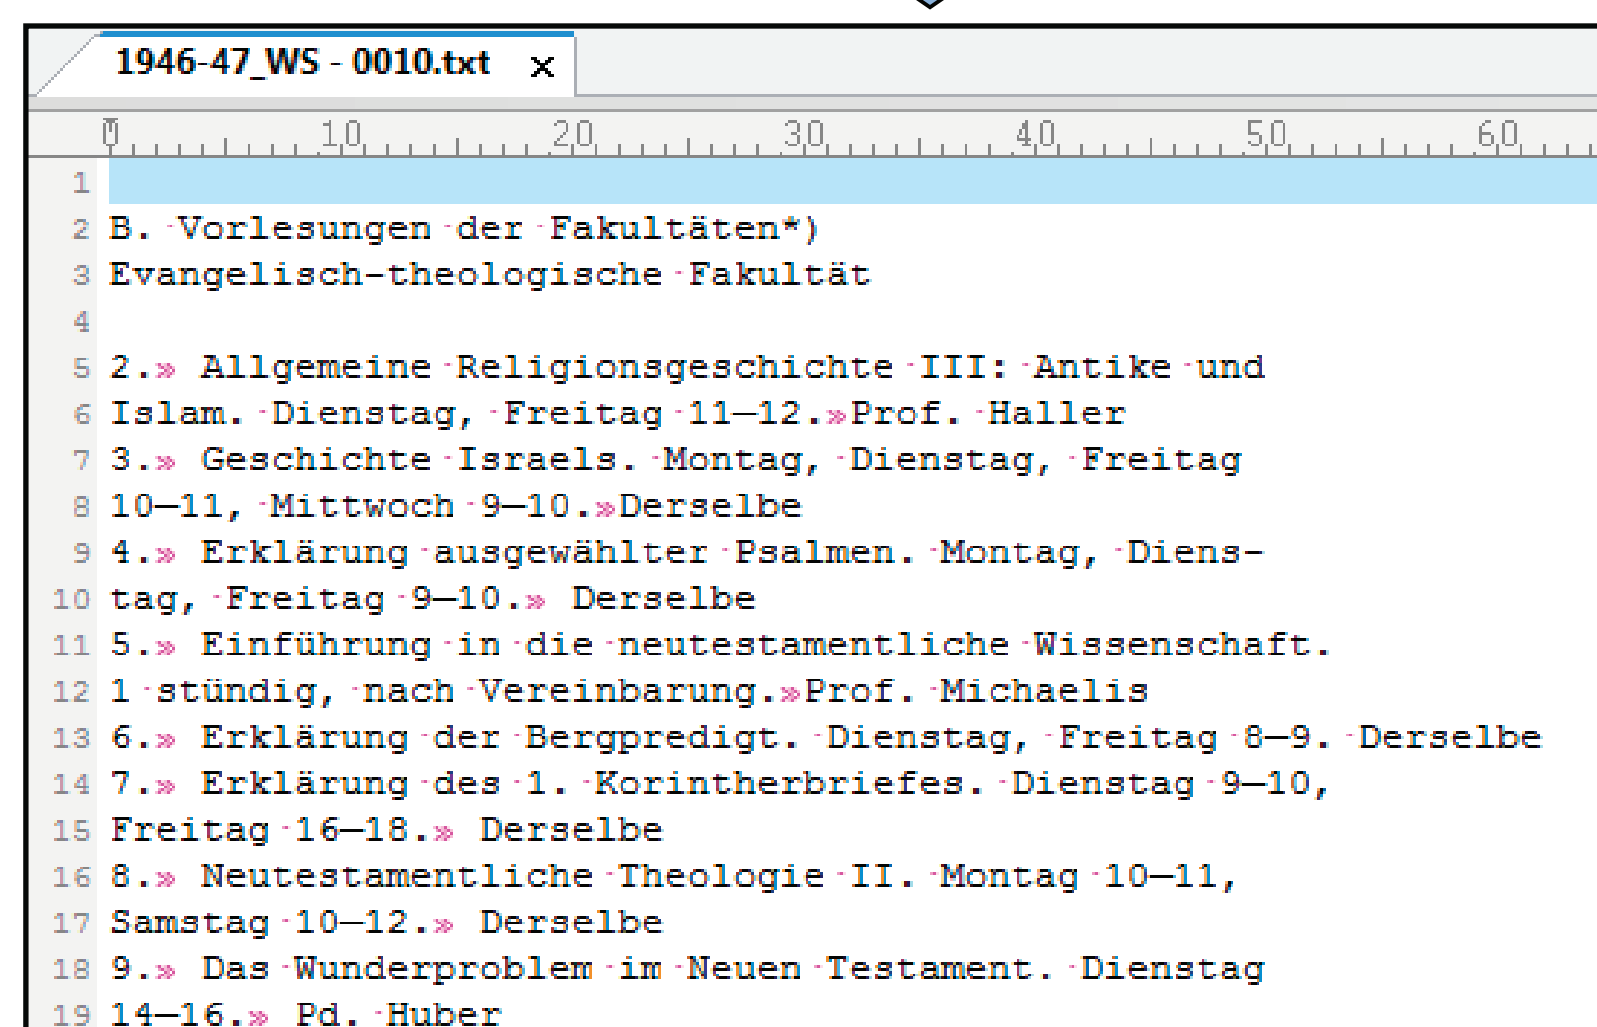 1946-47_WS - 0010.txt x
0 10 20 30 40 50 60
1
2 B. Vorlesungen der Fakultäten*)
3 Evangelisch-theologische Fakultät
4
5 2.» Allgemeine Religionsgeschichte III: Antike und
6 Islam. Dienstag, Freitag 11—12.»Prof. Haller
7 3.» Geschichte Israels. Montag, Dienstag, Freitag
8 10—11, Mittwoch 9—10.»Derselbe
9 4.» Erklärung ausgewählter Psalmen. Montag, Diens-
10 tag, Freitag 9—10.» Derselbe
11 5.» Einführung in die neutestamentliche Wissenschaft.
12 1 stündig, nach Vereinbarung.»Prof. Michaelis
13 6.» Erklärung der Bergpredigt. Dienstag, Freitag 8—9. Derselbe
14 7.» Erklärung des 1. Korintherbriefes. Dienstag 9—10,
15 Freitag 16—18.» Derselbe
16 8.» Neutestamentliche Theologie II. Montag 10—11,
17 Samstag 10—12.» Derselbe
18 9.» Das Wunderproblem im Neuen Testament. Dienstag
19 14—16.» Pd. Huber